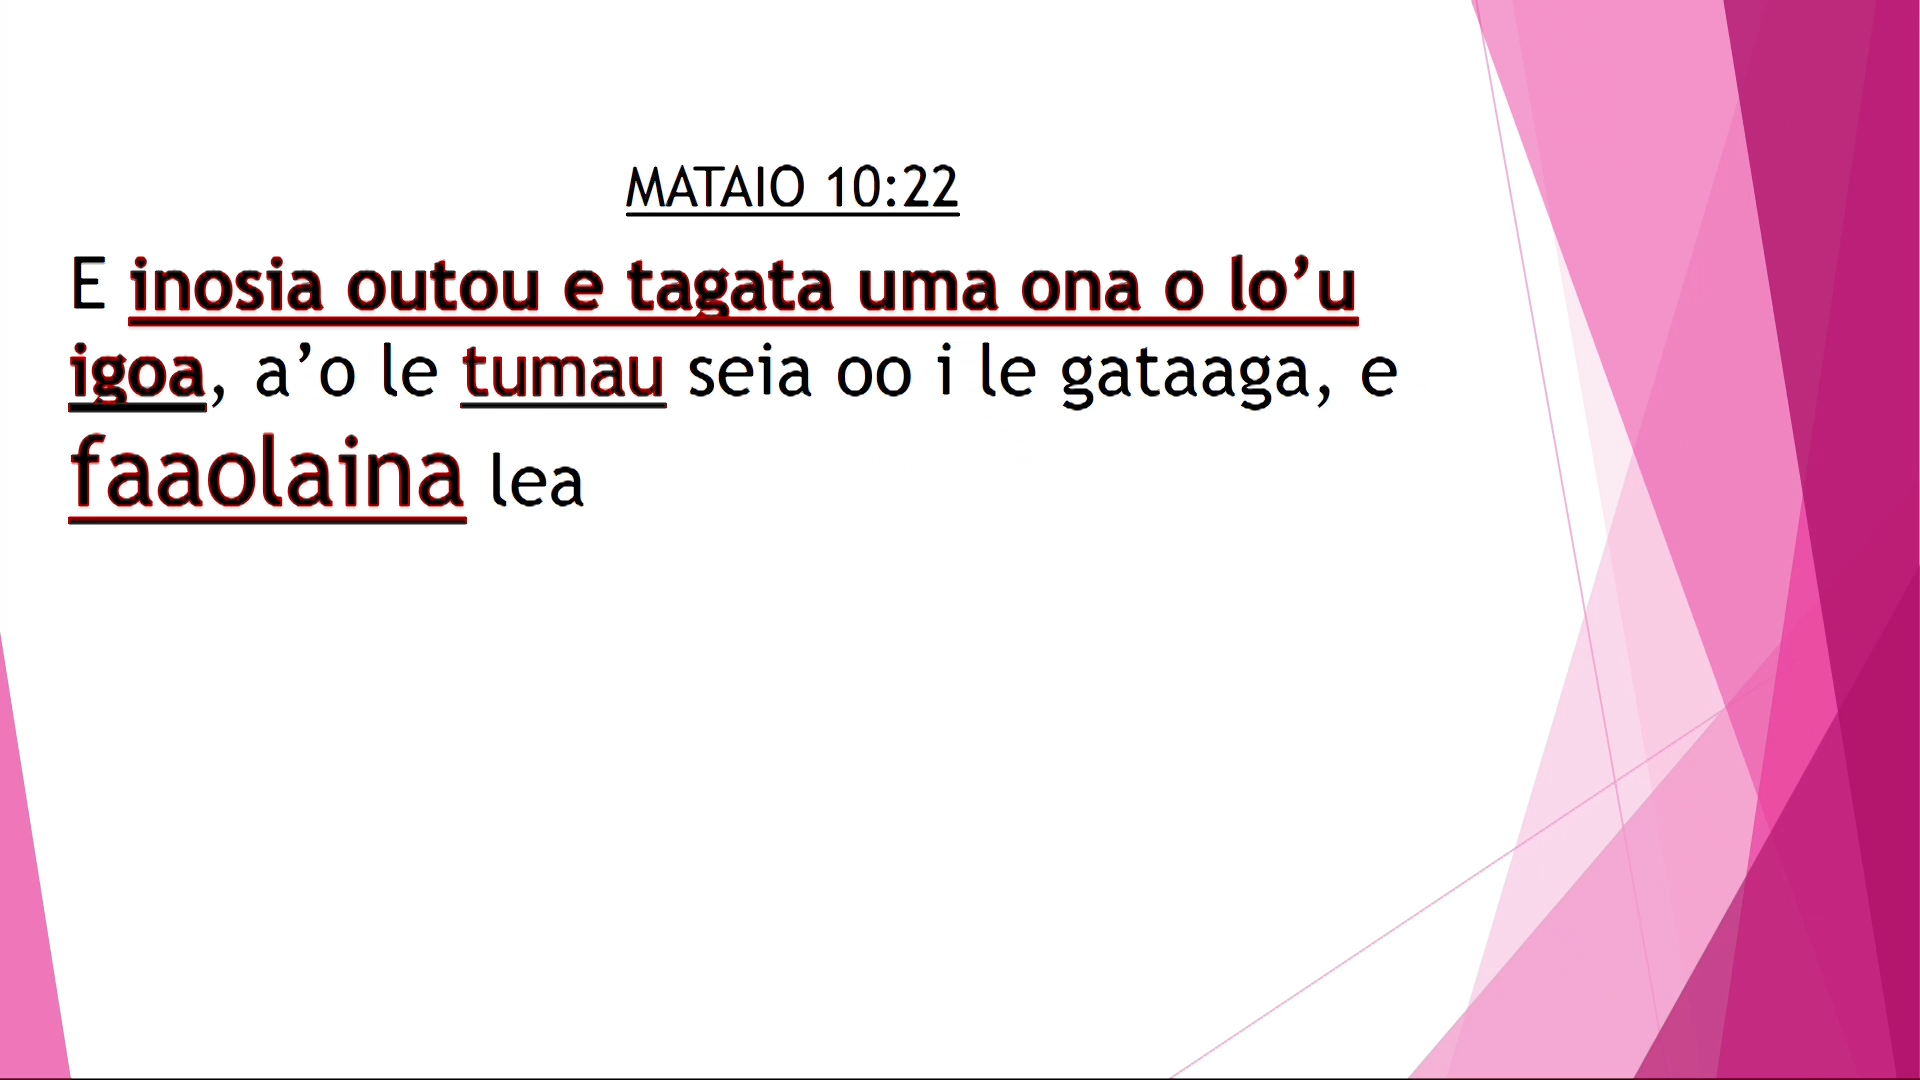 MATAIO 10:22
E inosia outou e tagata uma ona o lo’u
igoa, a’o le tumau seia oo i le gataaga, e
faaolaina lea